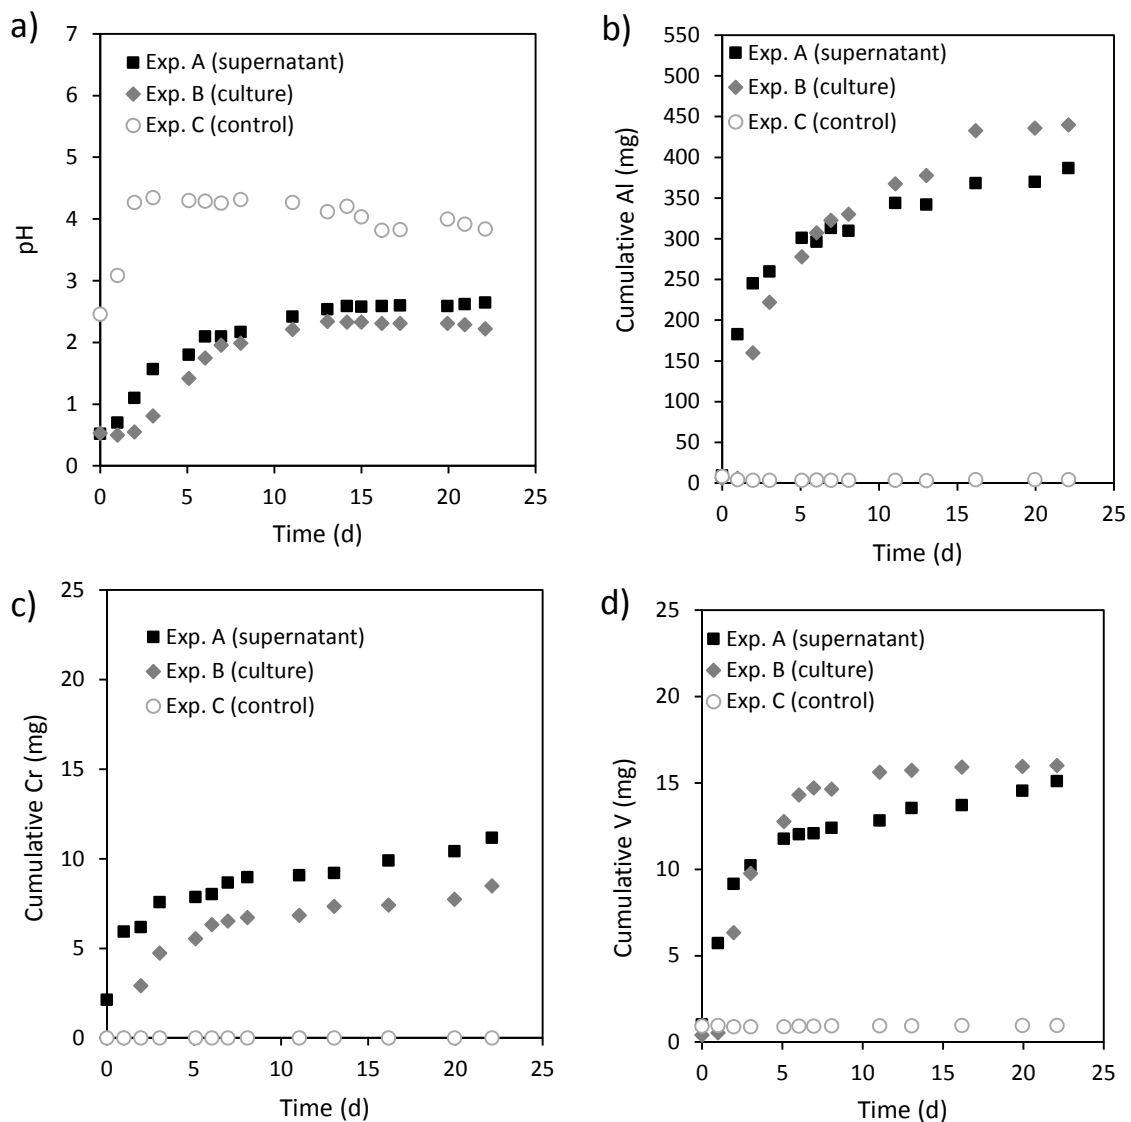 a)
7
6
5
4
3
2
1
0
pH
Exp. A (supernatant)
Exp. B (culture)
Exp. C (control)
0 5 10 15 20 25
Time (d)
b)
550
500
450
400
350
300
250
200
150
100
50
0
Cumulative Al (mg)
Exp. A (supernatant)
Exp. B (culture)
Exp. C (control)
0 5 10 15 20 25
Time (d)
c)
25
20
15
10
5
0
Cumulative Cr (mg)
Exp. A (supernatant)
Exp. B (culture)
Exp. C (control)
0 5 10 15 20 25
Time (d)
d)
25
20
15
10
5
0
Cumulative V (mg)
Exp. A (supernatant)
Exp. B (culture)
Exp. C (control)
0 5 10 15 20 25
Time (d)